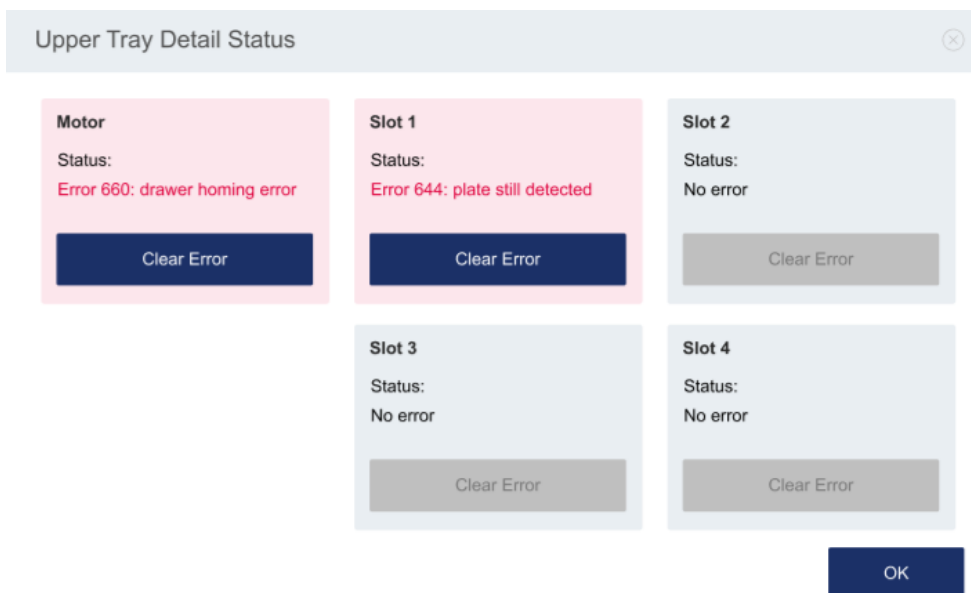 Upper Tray Detail Status
Motor
Status:
Error 660: drawer homing error
Clear Error
Slot 1
Status:
Error 644: plate still detected
Clear Error
Slot 2
Status:
No error
Clear Error
Slot 3
Status:
No error
Clear Error
Slot 4
Status:
No error
Clear Error
OK